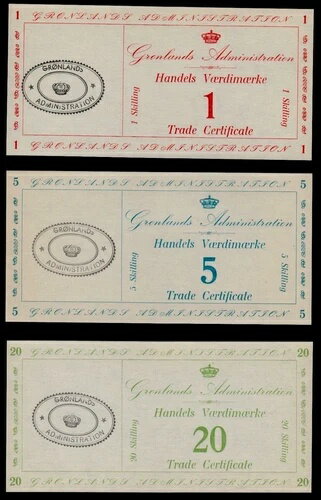 1 GRØNLANDS ADMINISTRATION 1
Grønlands Administration
Handels Værdimærke
1 Skilling 1 1 Skilling
Trade Certificate
GRØNLANDS ADMINISTRATION
1 GRØNLANDS ADMINISTRATION 1
5 GRØNLANDS ADMINISTRATION 5
Grønlands Administration
Handels Værdimærke
5 Skilling 5 5 Skilling
Trade Certificate
GRØNLANDS ADMINISTRATION
5 GRØNLANDS ADMINISTRATION 5
20 GRØNLANDS ADMINISTRATION 20
Grønlands Administration
Handels Værdimærke
20 Skilling 20 20 Skilling
Trade Certificate
GRØNLANDS ADMINISTRATION
20 GRØNLANDS ADMINISTRATION 20